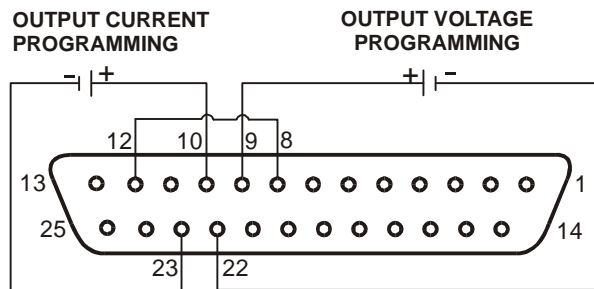 OUTPUT CURRENT
PROGRAMMING
OUTPUT VOLTAGE
PROGRAMMING
- +
+ -
12 10 9 8
13 1
25 14
23 22